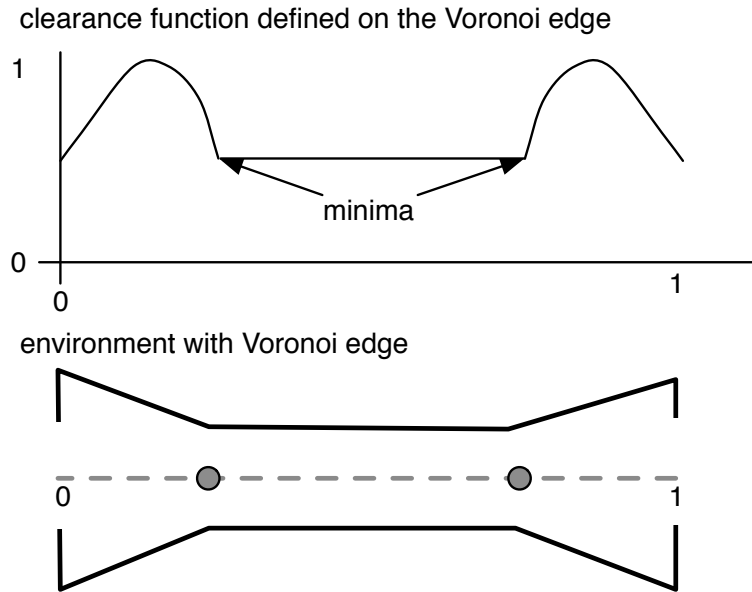 clearance function defined on the Voronoi edge
1
minima
0
0
1
environment with Voronoi edge
0
1